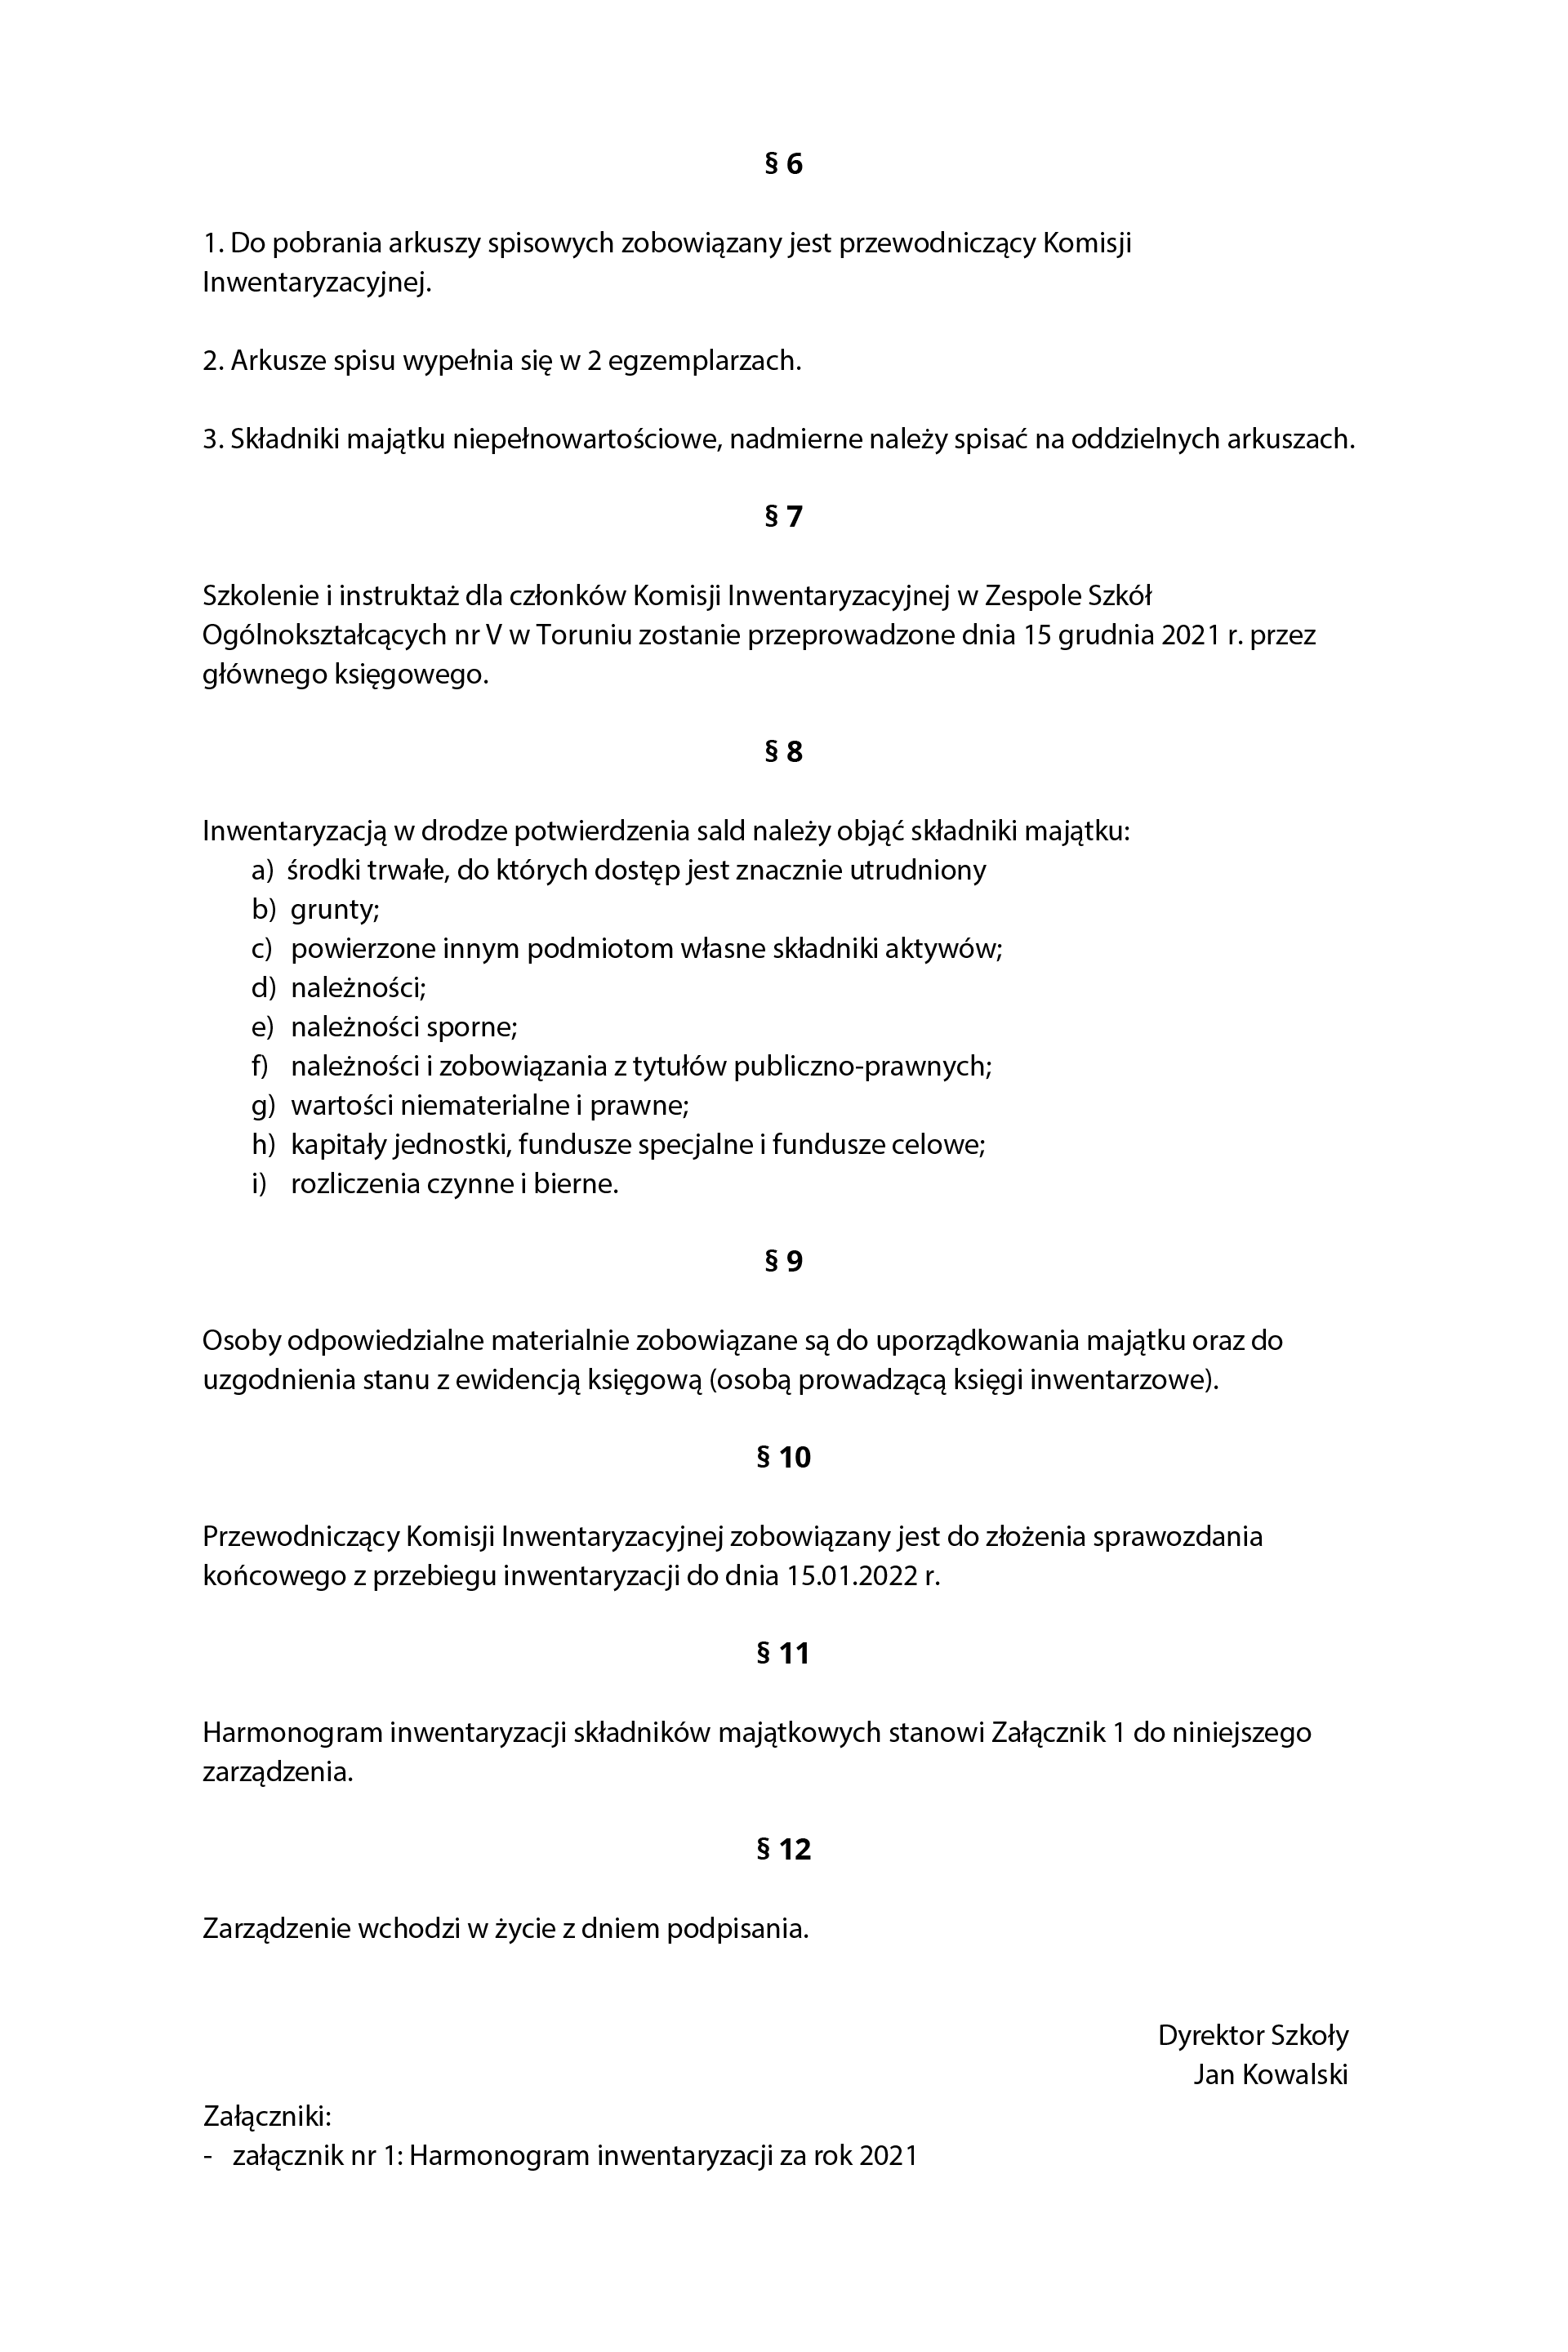 § 6
1. Do pobrania arkuszy spisowych zobowiązany jest przewodniczący Komisji
Inwentaryzacyjnej.
2. Arkusze spisu wypełnia się w 2 egzemplarzach.
3. Składniki majątku niepełnowartościowe, nadmierne należy spisać na oddzielnych arkuszach.
§ 7
Szkolenie i instruktaż dla członków Komisji Inwentaryzacyjnej w Zespole Szkół
Ogólnokształcących nr V w Toruniu zostanie przeprowadzone dnia 15 grudnia 2021 r. przez
głównego księgowego.
§ 8
Inwentaryzacją w drodze potwierdzenia sald należy objąć składniki majątku:
a) środki trwałe, do których dostęp jest znacznie utrudniony
b) grunty;
c) powierzone innym podmiotom własne składniki aktywów;
d) należności;
e) należności sporne;
f) należności i zobowiązania z tytułów publiczno-prawnych;
g) wartości niematerialne i prawne;
h) kapitały jednostki, fundusze specjalne i fundusze celowe;
i) rozliczenia czynne i bierne.
§ 9
Osoby odpowiedzialne materialnie zobowiązane są do uporządkowania majątku oraz do
uzgodnienia stanu z ewidencją księgową (osobą prowadzącą księgi inwentarzowe).
§ 10
Przewodniczący Komisji Inwentaryzacyjnej zobowiązany jest do złożenia sprawozdania
końcowego z przebiegu inwentaryzacji do dnia 15.01.2022 r.
§ 11
Harmonogram inwentaryzacji składników majątkowych stanowi Załącznik 1 do niniejszego
zarządzenia.
§ 12
Zarządzenie wchodzi w życie z dniem podpisania.
Dyrektor Szkoły
Jan Kowalski
Załączniki:
- załącznik nr 1: Harmonogram inwentaryzacji za rok 2021